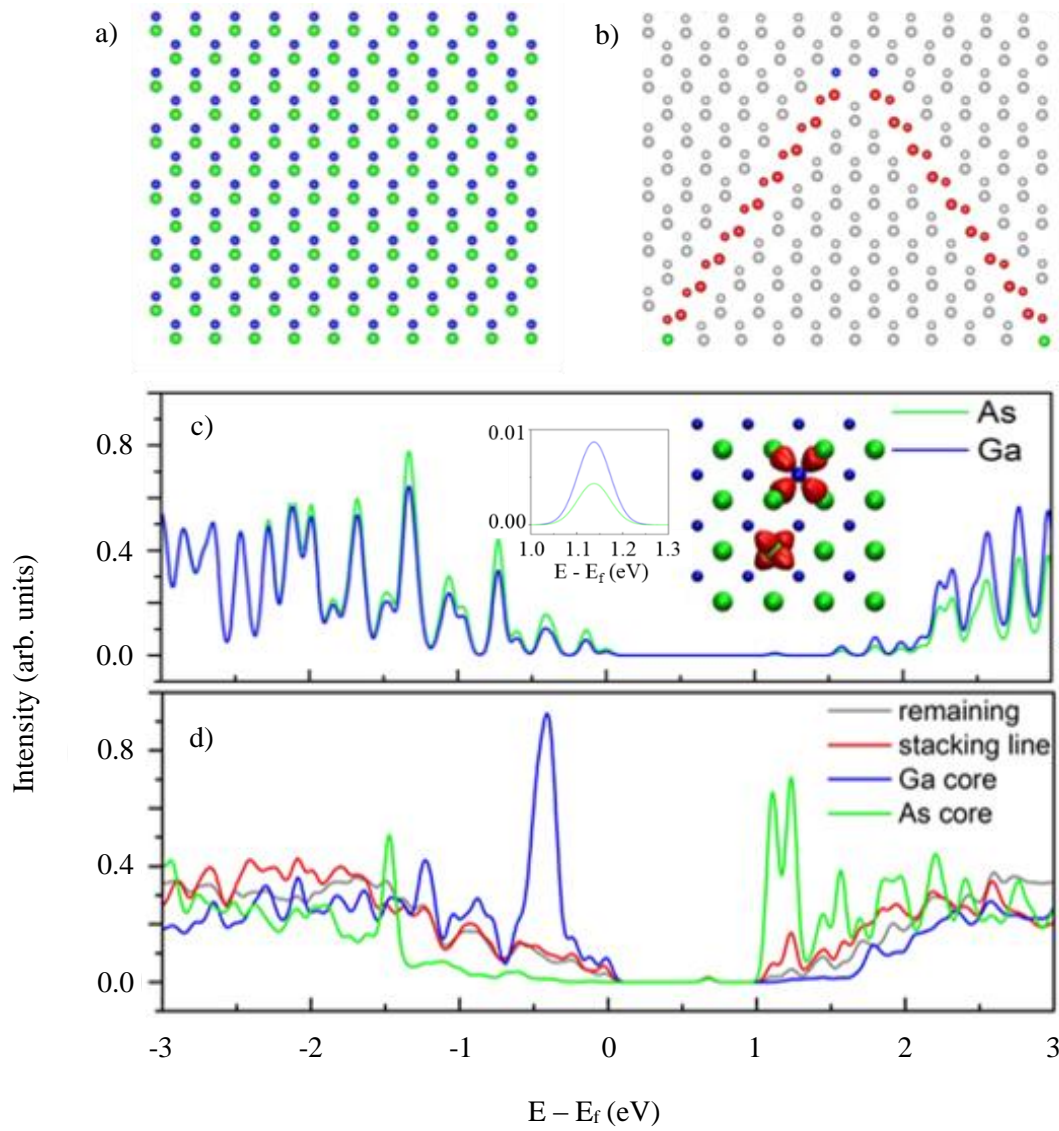 a)
b)
c)
As
Ga
0.01
0.00
1.0 1.1 1.2 1.3
E - Ef (eV)
0.8
0.4
0.0
Intensity (arb. units)
d)
remaining
stacking line
Ga core
As core
0.8
0.4
0.0
-3 -2 -1 0 1 2 3
E – Ef (eV)